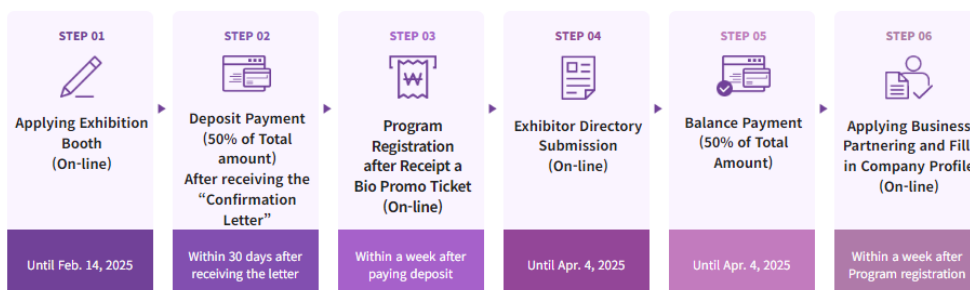 STEP 01
Applying Exhibition
Booth
(On-line)
Until Feb. 14, 2025
STEP 02
Deposit Payment
(50% of Total
amount)
After receiving the
“Confirmation
Letter”
Within 30 days after
receiving the letter
STEP 03
₩
Program
Registration
after Receipt a
Bio Promo Ticket
(On-line)
Within a week after
paying deposit
STEP 04
Exhibitor Directory
Submission
(On-line)
Until Apr. 4, 2025
STEP 05
Balance Payment
(50% of Total
Amount)
Until Apr. 4, 2025
STEP 06
Applying Business
Partnering and Fill
in Company Profile
(On-line)
Within a week after
Program registration